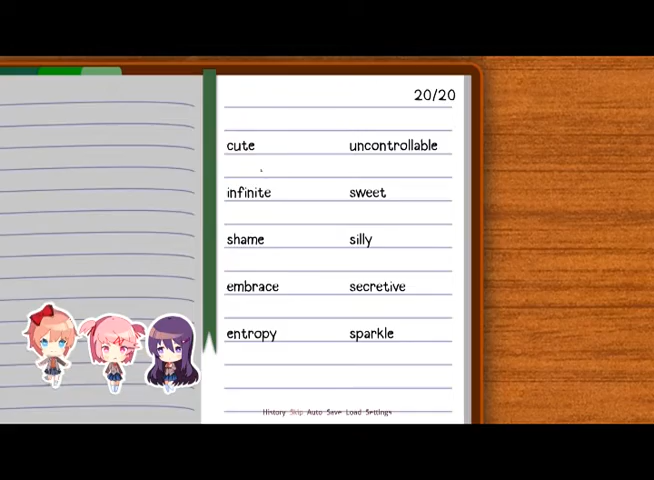 20/20
cute uncontrollable
infinite sweet
shame silly
embrace secretive
entropy sparkle
History Skip Auto Save Load Settings